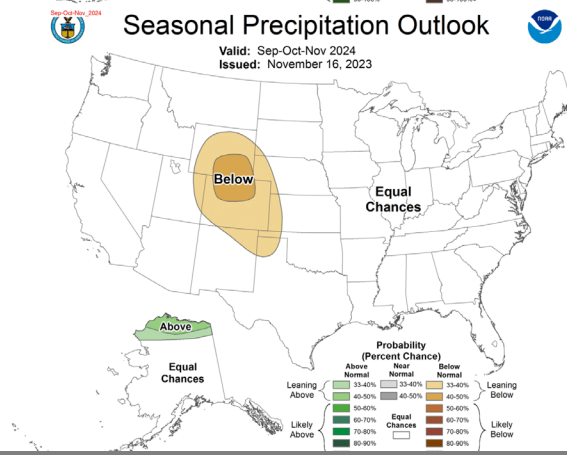 Sep-Oct-Nov_2024
Seasonal Precipitation Outlook
NOAA
Valid: Sep-Oct-Nov 2024
Issued: November 16, 2023
Below
Equal
Chances
Above
Equal
Chances
Probability
(Percent Chance)
Above Normal
Near Normal
Below Normal
Leaning Above
33-40%
33-40%
33-40%
Leaning Below
40-50%
40-50%
40-50%
Likely Above
50-60%
Equal Chances
50-60%
Likely Below
60-70%
60-70%
70-80%
70-80%
80-90%
80-90%